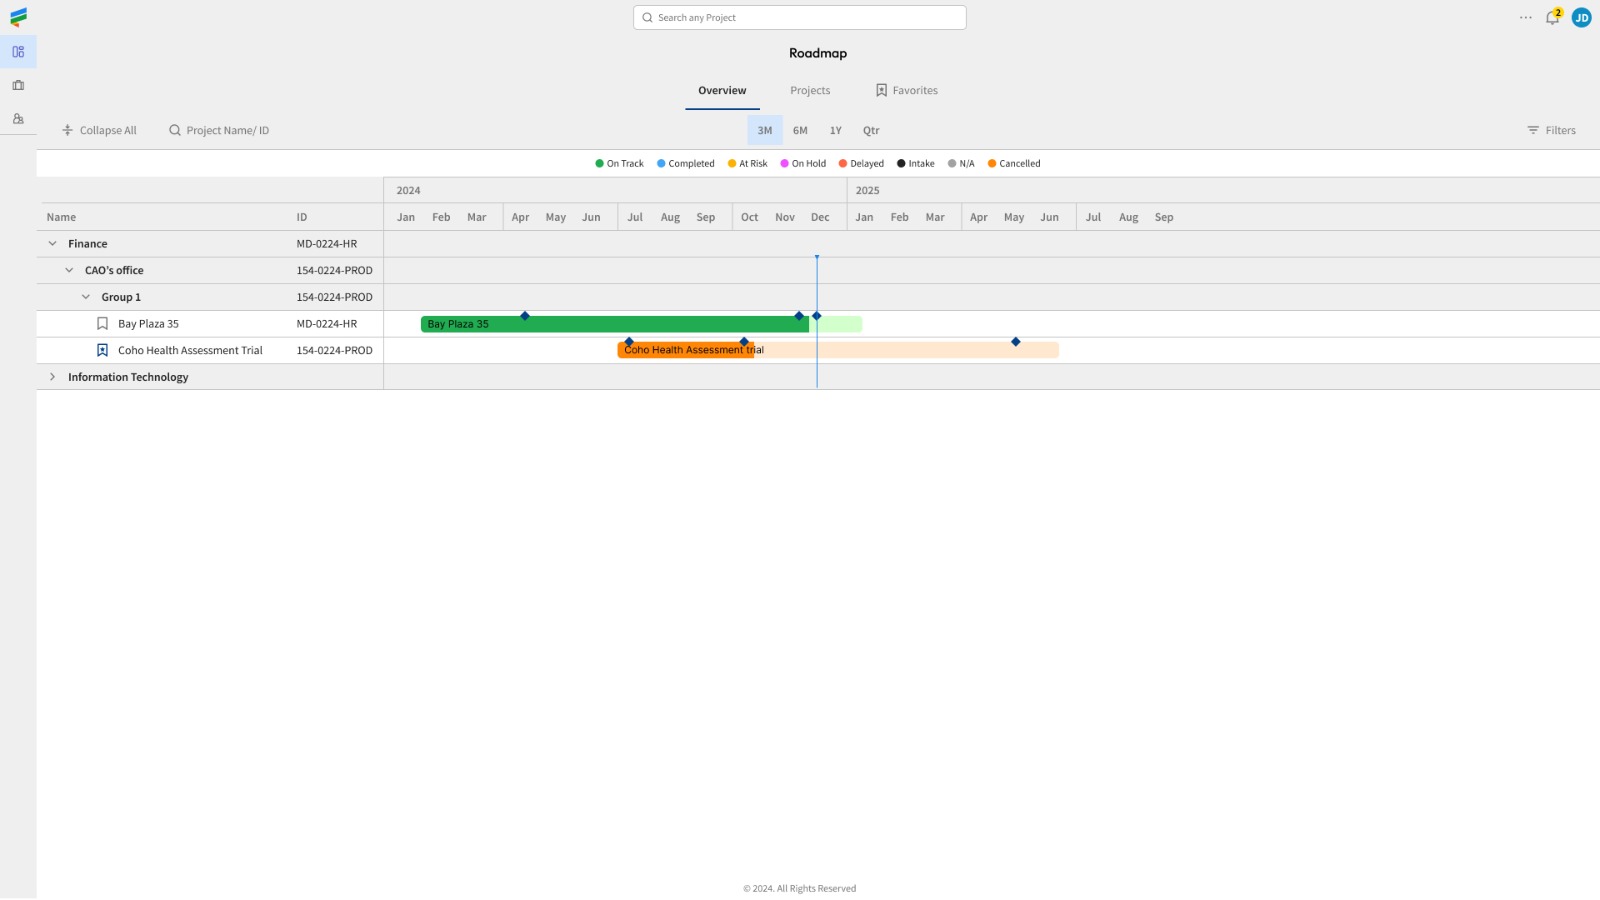 Search any Project
2
JD
Roadmap
Overview Projects Favorites
Collapse All Project Name/ ID 3M 6M 1Y Qtr Filters
On Track Completed At Risk On Hold Delayed Intake N/A Cancelled
2024 2025
Name ID Jan Feb Mar Apr May Jun Jul Aug Sep Oct Nov Dec Jan Feb Mar Apr May Jun Jul Aug Sep
Finance MD-0224-HR
CAO's office 154-0224-PROD
Group 1 154-0224-PROD
Bay Plaza 35 MD-0224-HR Bay Plaza 35
Coho Health Assessment Trial 154-0224-PROD Coho Health Assessment trial
Information Technology
© 2024. All Rights Reserved